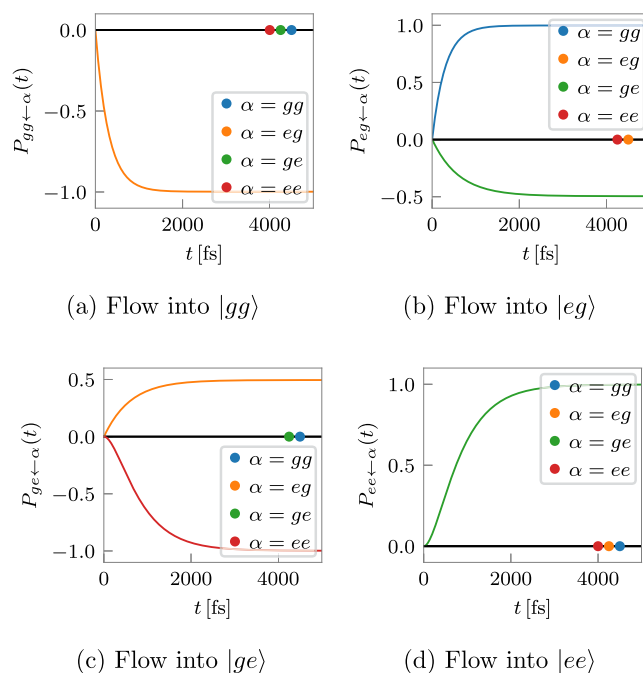 0.0
−0.5
−1.0
P_{gg←α}(t)
α = gg
α = eg
α = ge
α = ee
0 2000 4000
t [fs]
(a) Flow into |gg⟩
1.0
0.5
0.0
−0.5
P_{eg←α}(t)
α = gg
α = eg
α = ge
α = ee
0 2000 4000
t [fs]
(b) Flow into |eg⟩
0.5
0.0
−0.5
−1.0
P_{ge←α}(t)
α = gg
α = eg
α = ge
α = ee
0 2000 4000
t [fs]
(c) Flow into |ge⟩
1.0
0.5
0.0
P_{ee←α}(t)
α = gg
α = eg
α = ge
α = ee
0 2000 4000
t [fs]
(d) Flow into |ee⟩